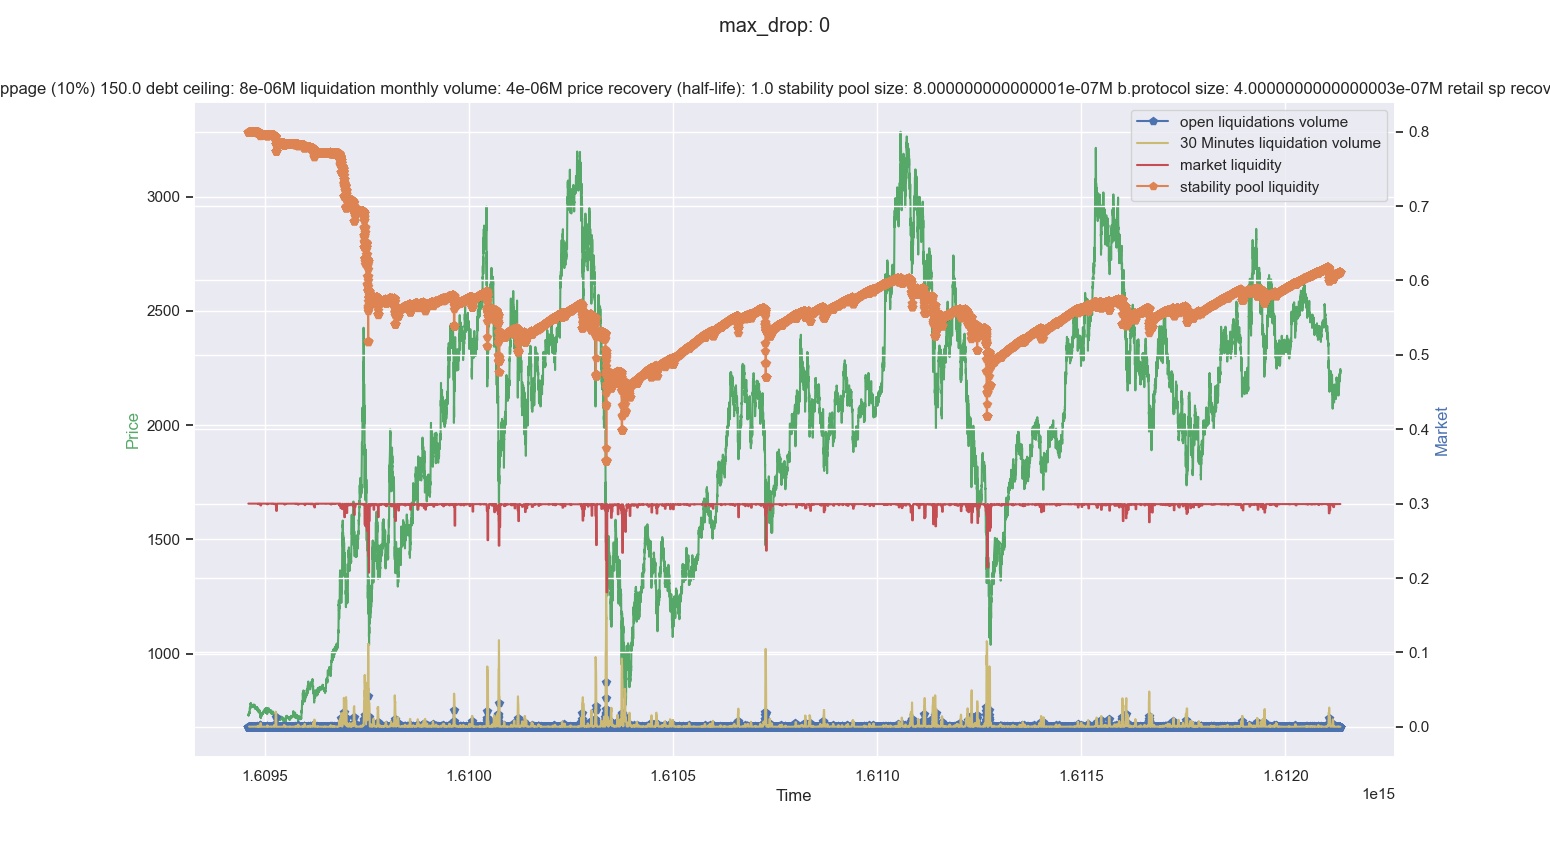 max_drop: 0
ppage (10%) 150.0 debt ceiling: 8e-06M liquidation monthly volume: 4e-06M price recovery (half-life): 1.0 stability pool size: 8.000000000000001e-07M b.protocol size: 4.0000000000000003e-07M retail sp recov
open liquidations volume
30 Minutes liquidation volume
market liquidity
stability pool liquidity
3000
2500
2000
1500
1000
Price
0.8
0.7
0.6
0.5
0.4
0.3
0.2
0.1
0.0
Market
1.6095 1.6100 1.6105 1.6110 1.6115 1.6120
Time
1e15